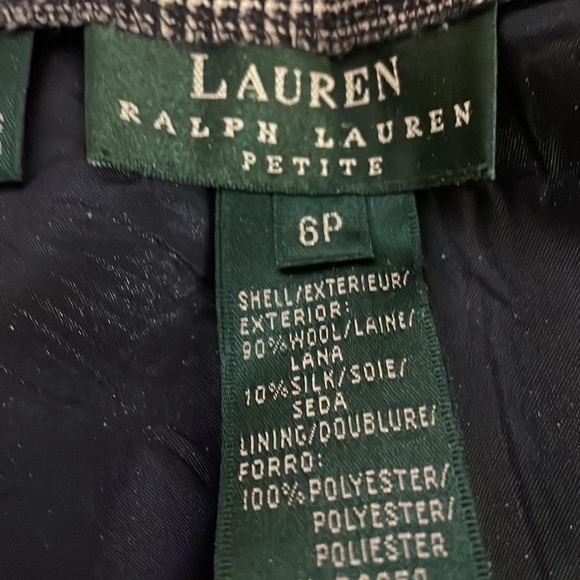 LAUREN
RALPH LAUREN
PETITE
6P
SHELL/EXTERIEUR/
EXTERIOR:
90%WOOL/LAINE/
LANA
10%SILK/SOIE/
SEDA
LINING/DOUBLURE/
FORRO:
100%POLYESTER/
POLYESTER/
POLIESTER